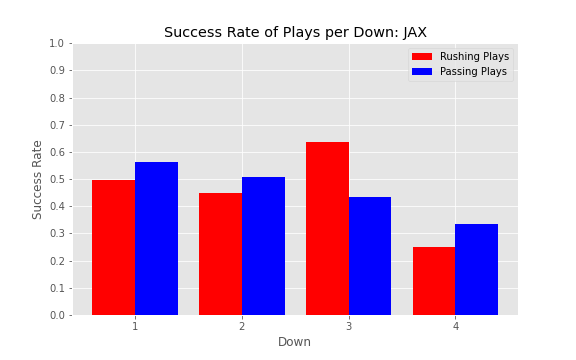 Success Rate of Plays per Down: JAX
Rushing Plays
Passing Plays
Success Rate
1.0
0.9
0.8
0.7
0.6
0.5
0.4
0.3
0.2
0.1
0.0
1 2 3 4
Down